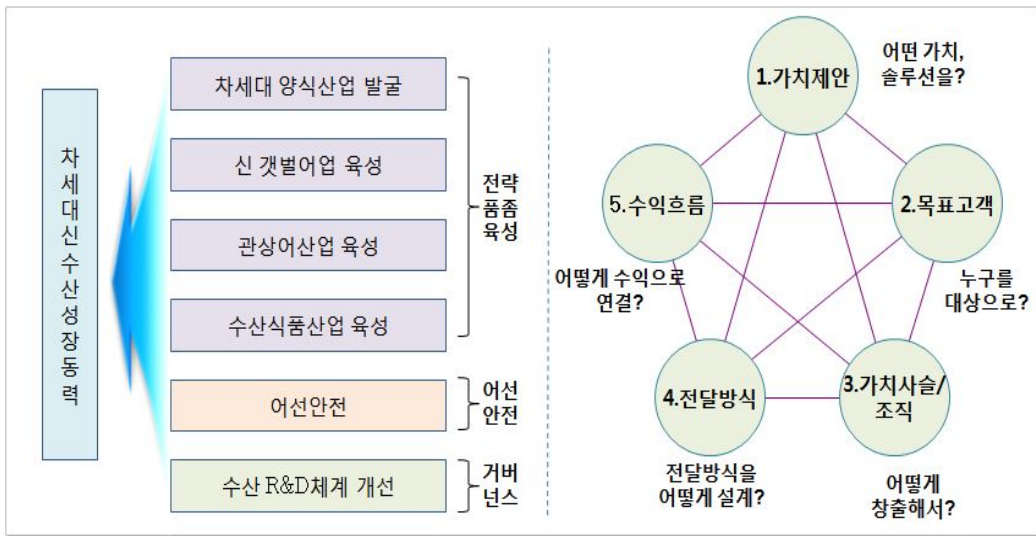 차세대신수산성장동력
차세대 양식산업 발굴
신 갯벌어업 육성
관상어산업 육성
수산식품산업 육성
어선안전
수산 R&D체계 개선
전략
품좀
육성
어선
안전
거버
넌스
1.가치제안
어떤 가치,
솔루션을?
2.목표고객
누구를
대상으로?
3.가치사슬/
조직
어떻게
창출해서?
4.전달방식
전달방식을
어떻게 설계?
5.수익흐름
어떻게 수익으로
연결?